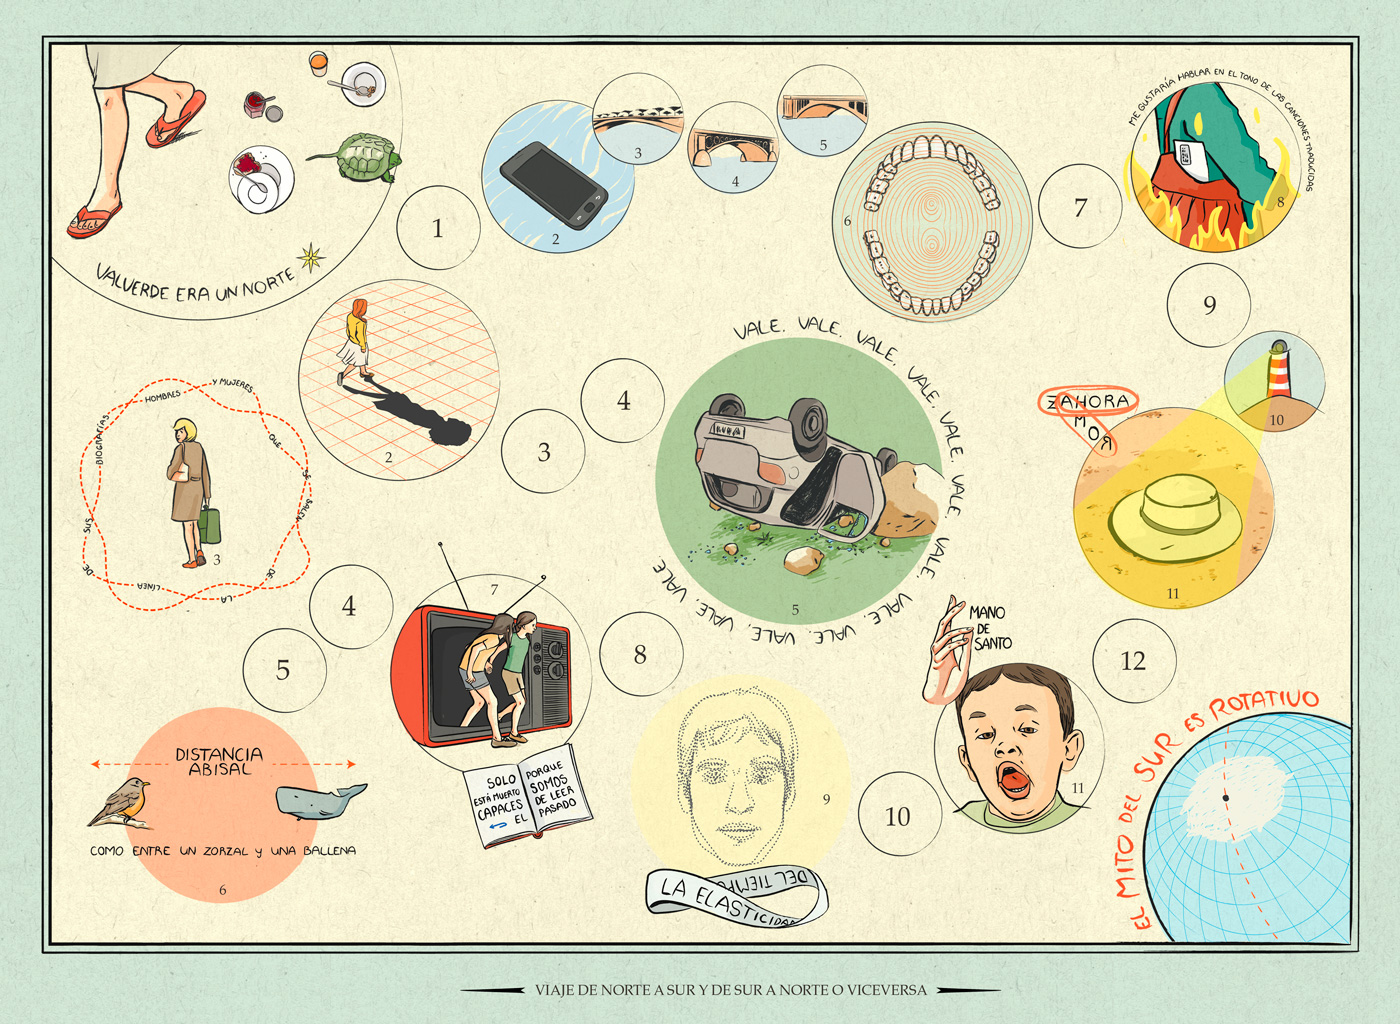 VALVERDE ERA UN NORTE
1
2
3
4
5
6
7
ME GUSTARÍA HABLAR EN EL TONO DE LAS CANCIONES TRADUCIDAS
8
9
10
ZAHORA
MOR
11
12
2
3
4
VALE. VALE. VALE, VALE, VALE, VALE. VALE, VALE, VALE, VALE, VALE, VALE
5
HOMBRES Y MUJERES QUE SE SALEN DE LA LÍNEA DE SUS BIOGRAFÍAS
3
4
5
DISTANCIA
ABISAL
COMO ENTRE UN ZORZAL Y UNA BALLENA
6
7
SOLO PORQUE
ESTÁ MUERTO SOMOS
CAPACES DE LEER
EL PASADO
8
9
LA ELASTICIDAD
DEL TIEMPO
10
MANO
DE
SANTO
11
EL MITO DEL SUR ES ROTATIVO
VIAJE DE NORTE A SUR Y DE SUR A NORTE O VICEVERSA